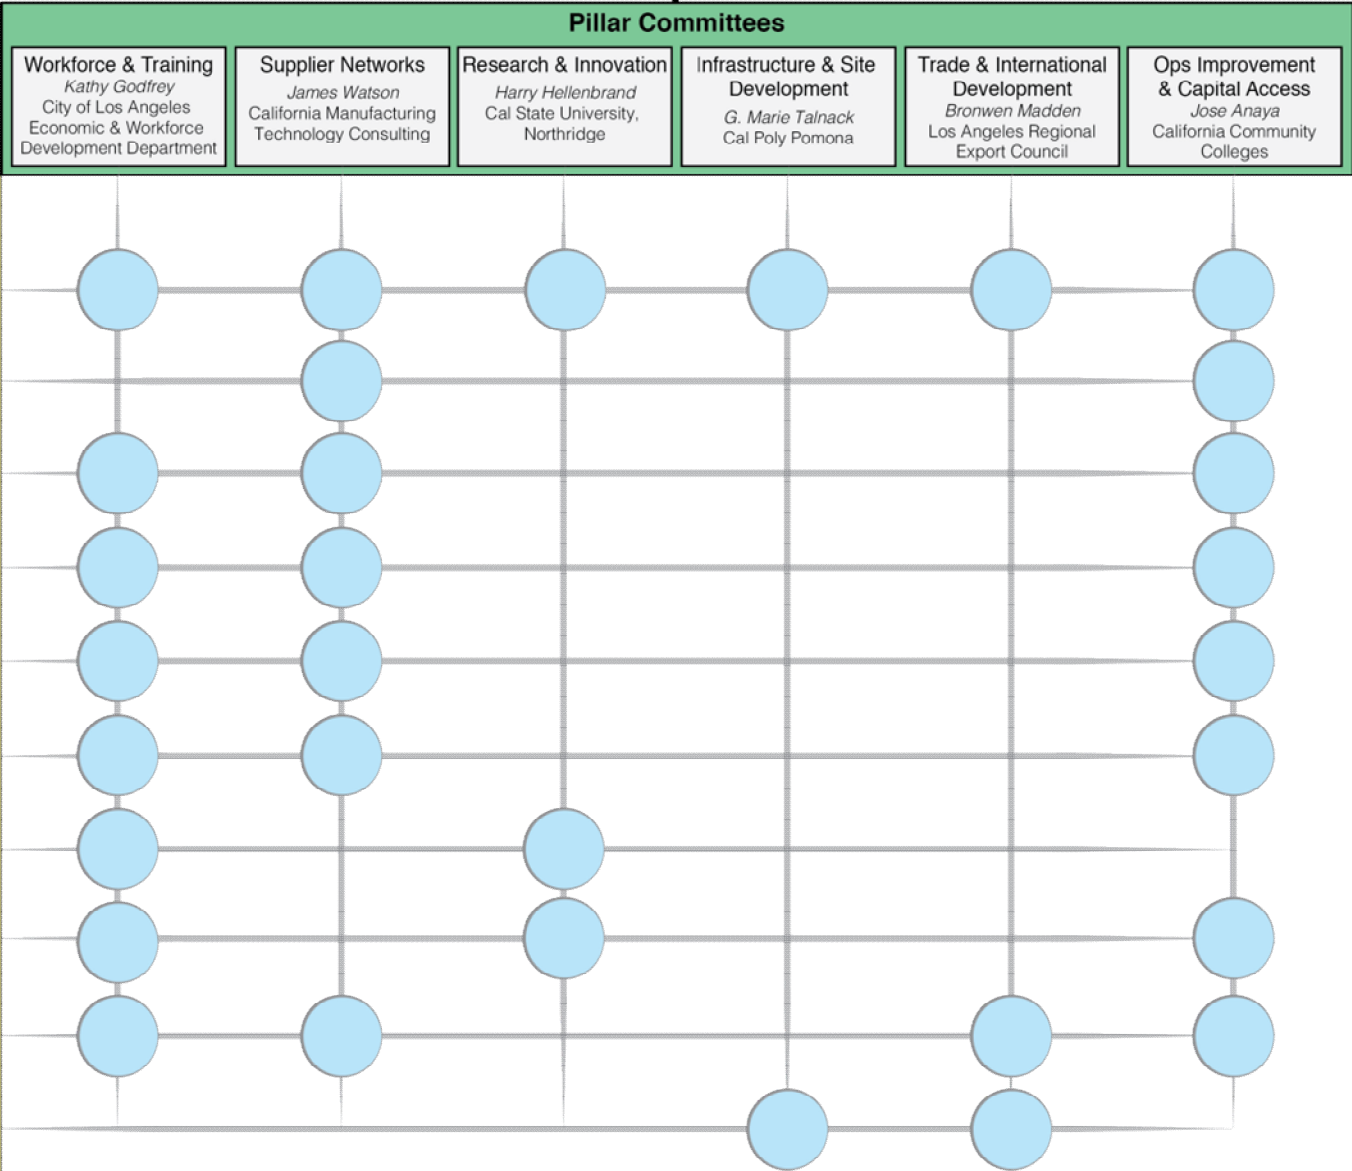 Pillar Committees
Workforce & Training
Kathy Godfrey
City of Los Angeles
Economic & Workforce
Development Department
Supplier Networks
James Watson
California Manufacturing
Technology Consulting
Research & Innovation
Harry Hellenbrand
Cal State University,
Northridge
Infrastructure & Site
Development
G. Marie Talnack
Cal Poly Pomona
Trade & International
Development
Bronwen Madden
Los Angeles Regional
Export Council
Ops Improvement
& Capital Access
Jose Anaya
California Community
Colleges